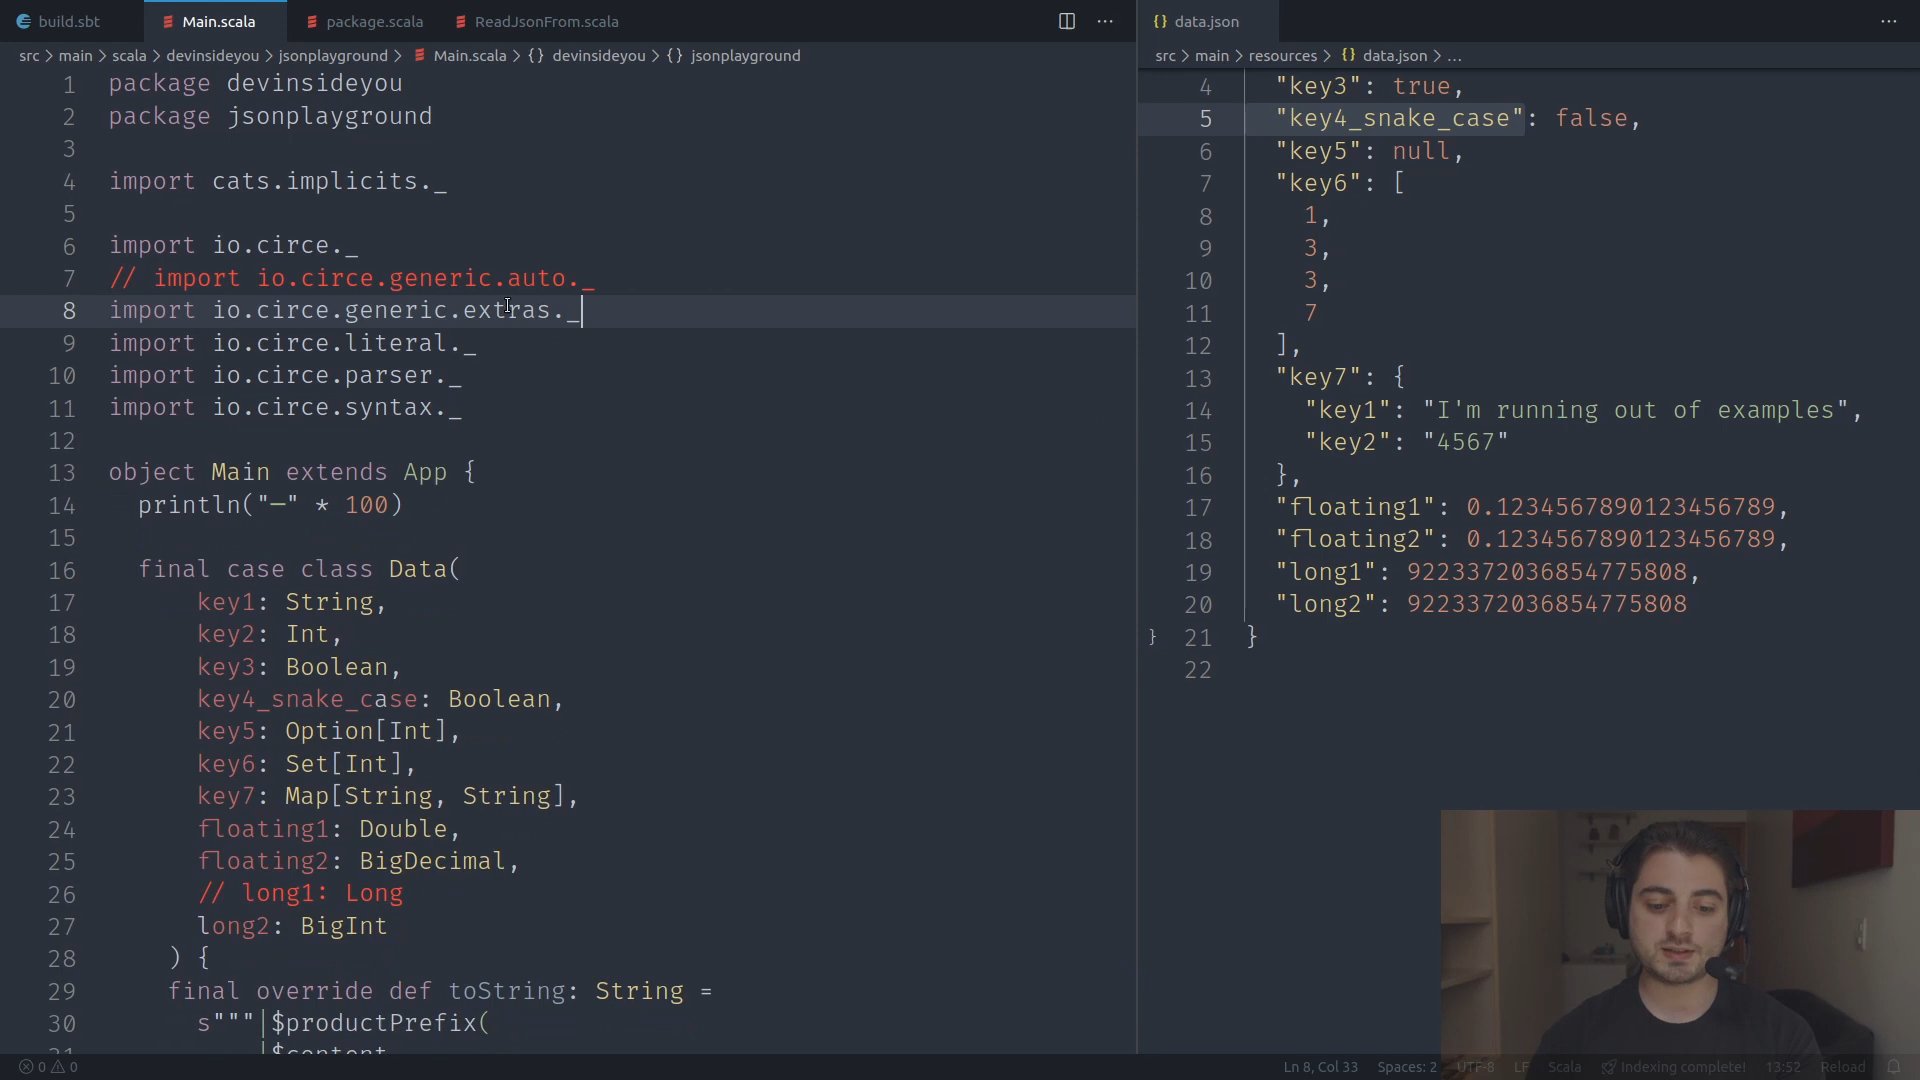 build.sbt
Main.scala
package.scala
ReadJsonFrom.scala
src > main > scala > devinsideyou > jsonplayground > Main.scala > {} devinsideyou > {} jsonplayground
1 package devinsideyou
2 package jsonplayground
3
4 import cats.implicits._
5
6 import io.circe._
7 // import io.circe.generic.auto._
8 import io.circe.generic.extras._
9 import io.circe.literal._
10 import io.circe.parser._
11 import io.circe.syntax._
12
13 object Main extends App {
14 println("─" * 100)
15
16 final case class Data(
17 key1: String,
18 key2: Int,
19 key3: Boolean,
20 key4_snake_case: Boolean,
21 key5: Option[Int],
22 key6: Set[Int],
23 key7: Map[String, String],
24 floating1: Double,
25 floating2: BigDecimal,
26 // long1: Long
27 long2: BigInt
28 ) {
29 final override def toString: String =
30 s"""|$productPrefix(
31 |$content
data.json
src > main > resources > {} data.json > ...
4 "key3": true,
5 "key4_snake_case": false,
6 "key5": null,
7 "key6": [
8 1,
9 3,
10 3,
11 7
12 ],
13 "key7": {
14 "key1": "I'm running out of examples",
15 "key2": "4567"
16 },
17 "floating1": 0.1234567890123456789,
18 "floating2": 0.1234567890123456789,
19 "long1": 9223372036854775808,
20 "long2": 9223372036854775808
} 21 }
22
0 0
Ln 8, Col 33 Spaces: 2 UTF-8 LF Scala Indexing complete! 13:52 Reload